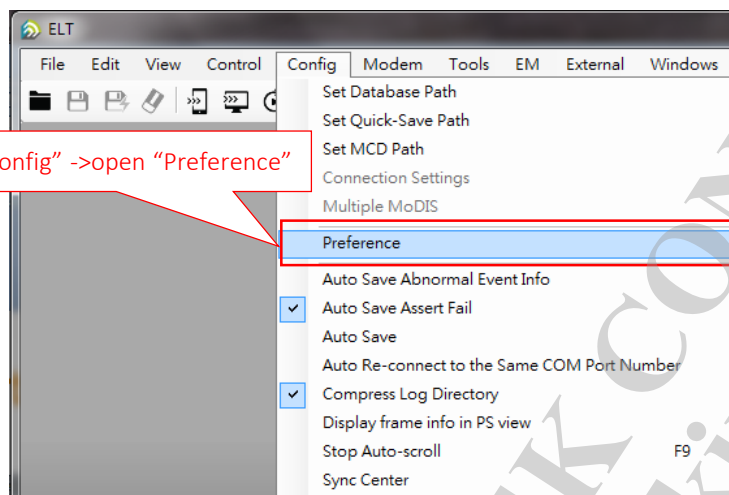 ELT
File Edit View Control Config Modem Tools EM External Windows
Set Database Path
Set Quick-Save Path
onfig” ->open “Preference”
Set MCD Path
Connection Settings
Multiple MoDIS
Preference
Auto Save Abnormal Event Info
Auto Save Assert Fail
Auto Save
Auto Re-connect to the Same COM Port Number
Compress Log Directory
Display frame info in PS view
Stop Auto-scroll F9
Sync Center